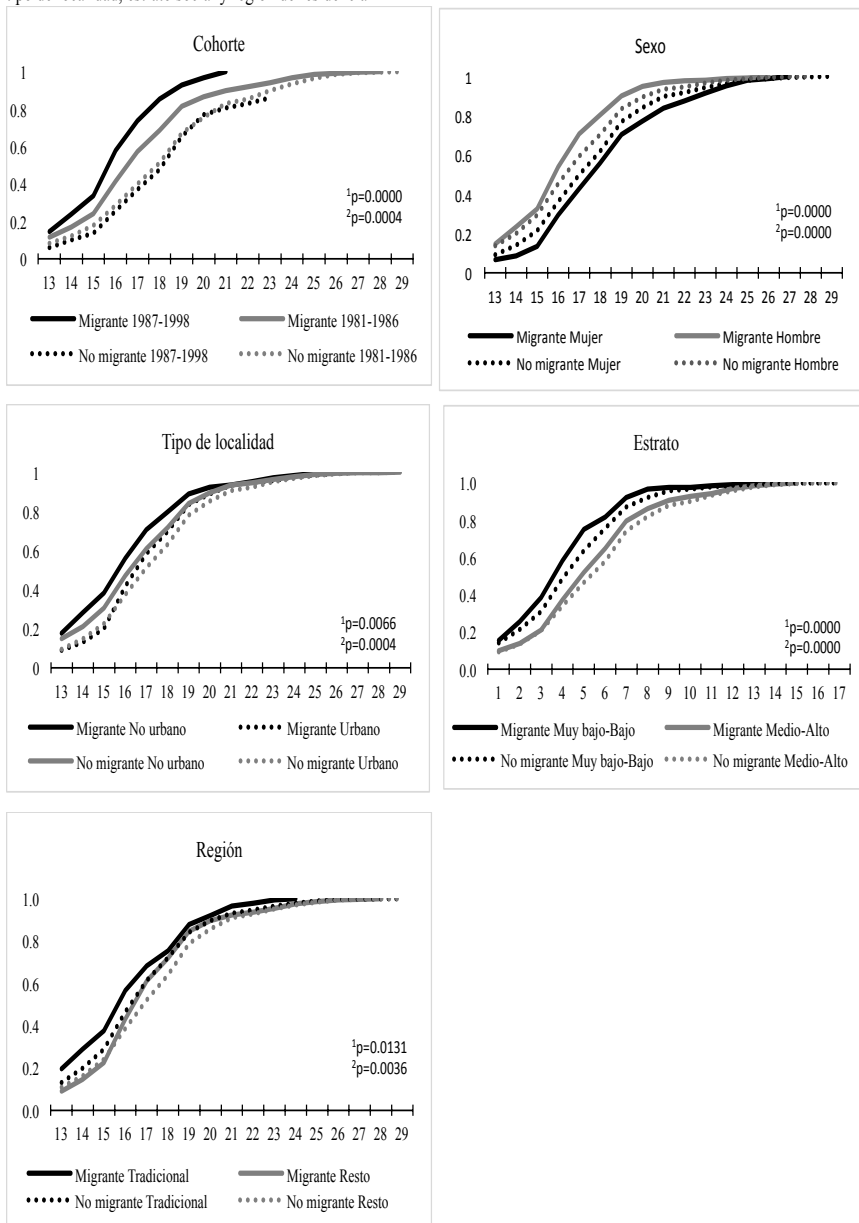 Cohorte
1
0.8
0.6
0.4
0.2
0
¹p=0.0000
²p=0.0004
13 14 15 16 17 18 19 20 21 22 23 24 25 26 27 28 29
Migrante 1987-1998 Migrante 1981-1986
No migrante 1987-1998 No migrante 1981-1986
Sexo
1
0.8
0.6
0.4
0.2
0
¹p=0.0000
²p=0.0000
13 14 15 16 17 18 19 20 21 22 23 24 25 26 27 28 29
Migrante Mujer Migrante Hombre
No migrante Mujer No migrante Hombre
Tipo de localidad
1
0.8
0.6
0.4
0.2
0
¹p=0.0066
²p=0.0004
13 14 15 16 17 18 19 20 21 22 23 24 25 26 27 28 29
Migrante No urbano Migrante Urbano
No migrante No urbano No migrante Urbano
Estrato
1.0
0.8
0.6
0.4
0.2
0.0
¹p=0.0000
²p=0.0000
1 2 3 4 5 6 7 8 9 10 11 12 13 14 15 16 17
Migrante Muy bajo-Bajo Migrante Medio-Alto
No migrante Muy bajo-Bajo No migrante Medio-Alto
Región
1.0
0.8
0.6
0.4
0.2
0.0
¹p=0.0131
²p=0.0036
13 14 15 16 17 18 19 20 21 22 23 24 25 26 27 28 29
Migrante Tradicional Migrante Resto
No migrante Tradicional No migrante Resto